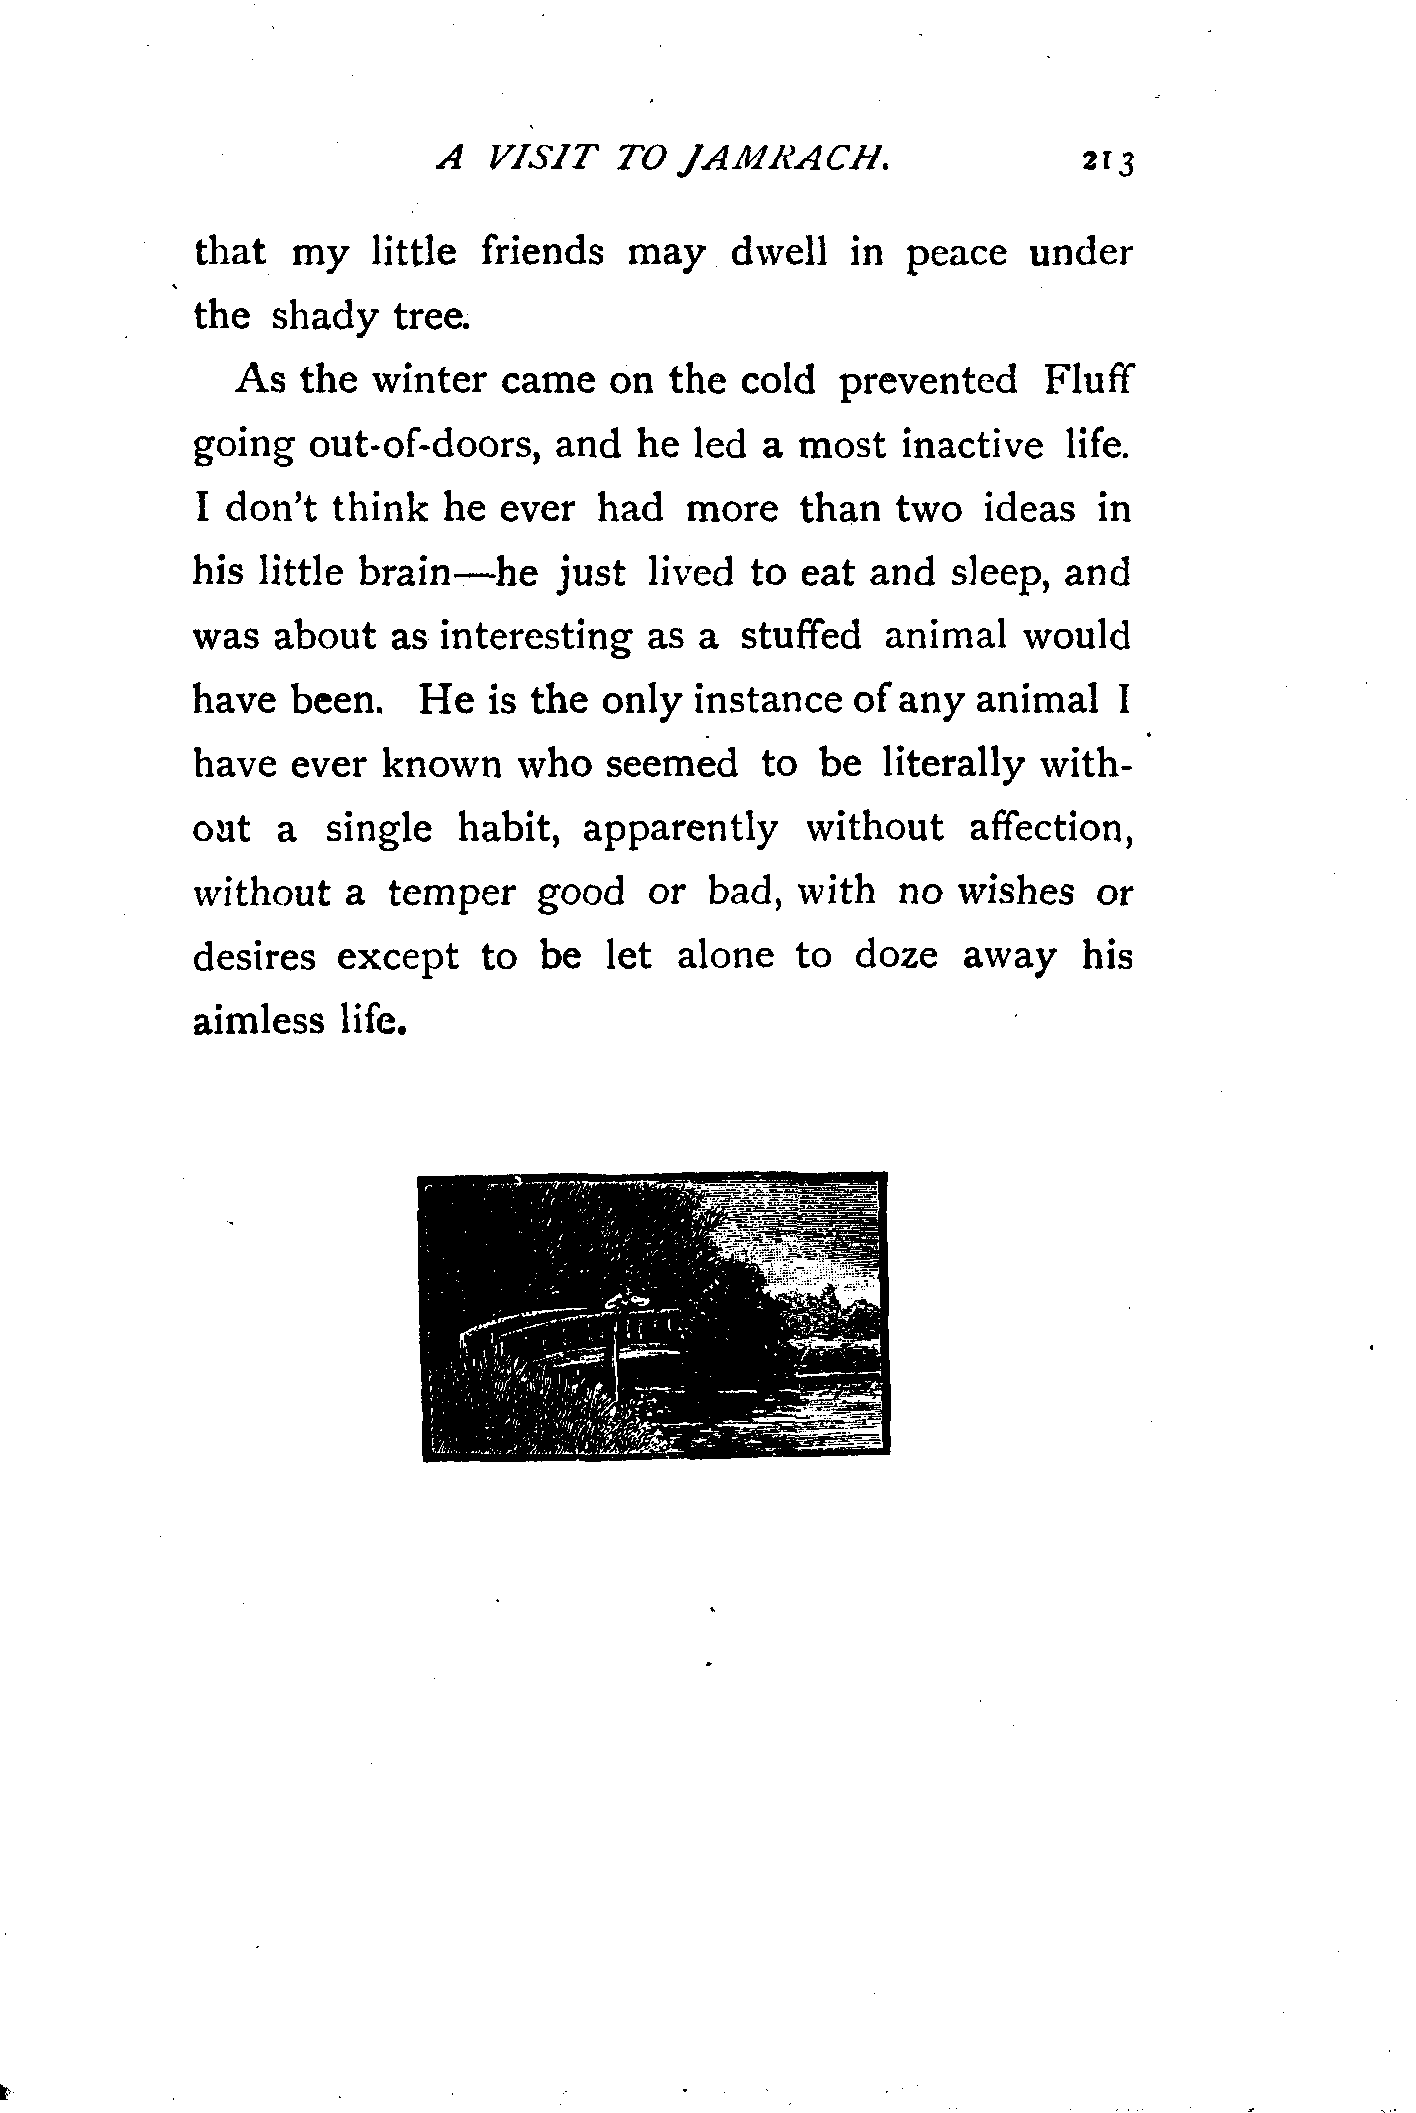 A VISIT TO JAMRACH. 213
that my little friends may dwell in peace under
the shady tree.
As the winter came on the cold prevented Fluff
going out-of-doors, and he led a most inactive life.
I don't think he ever had more than two ideas in
his little brain—he just lived to eat and sleep, and
was about as interesting as a stuffed animal would
have been. He is the only instance of any animal I
have ever known who seemed to be literally with-
out a single habit, apparently without affection,
without a temper good or bad, with no wishes or
desires except to be let alone to doze away his
aimless life.